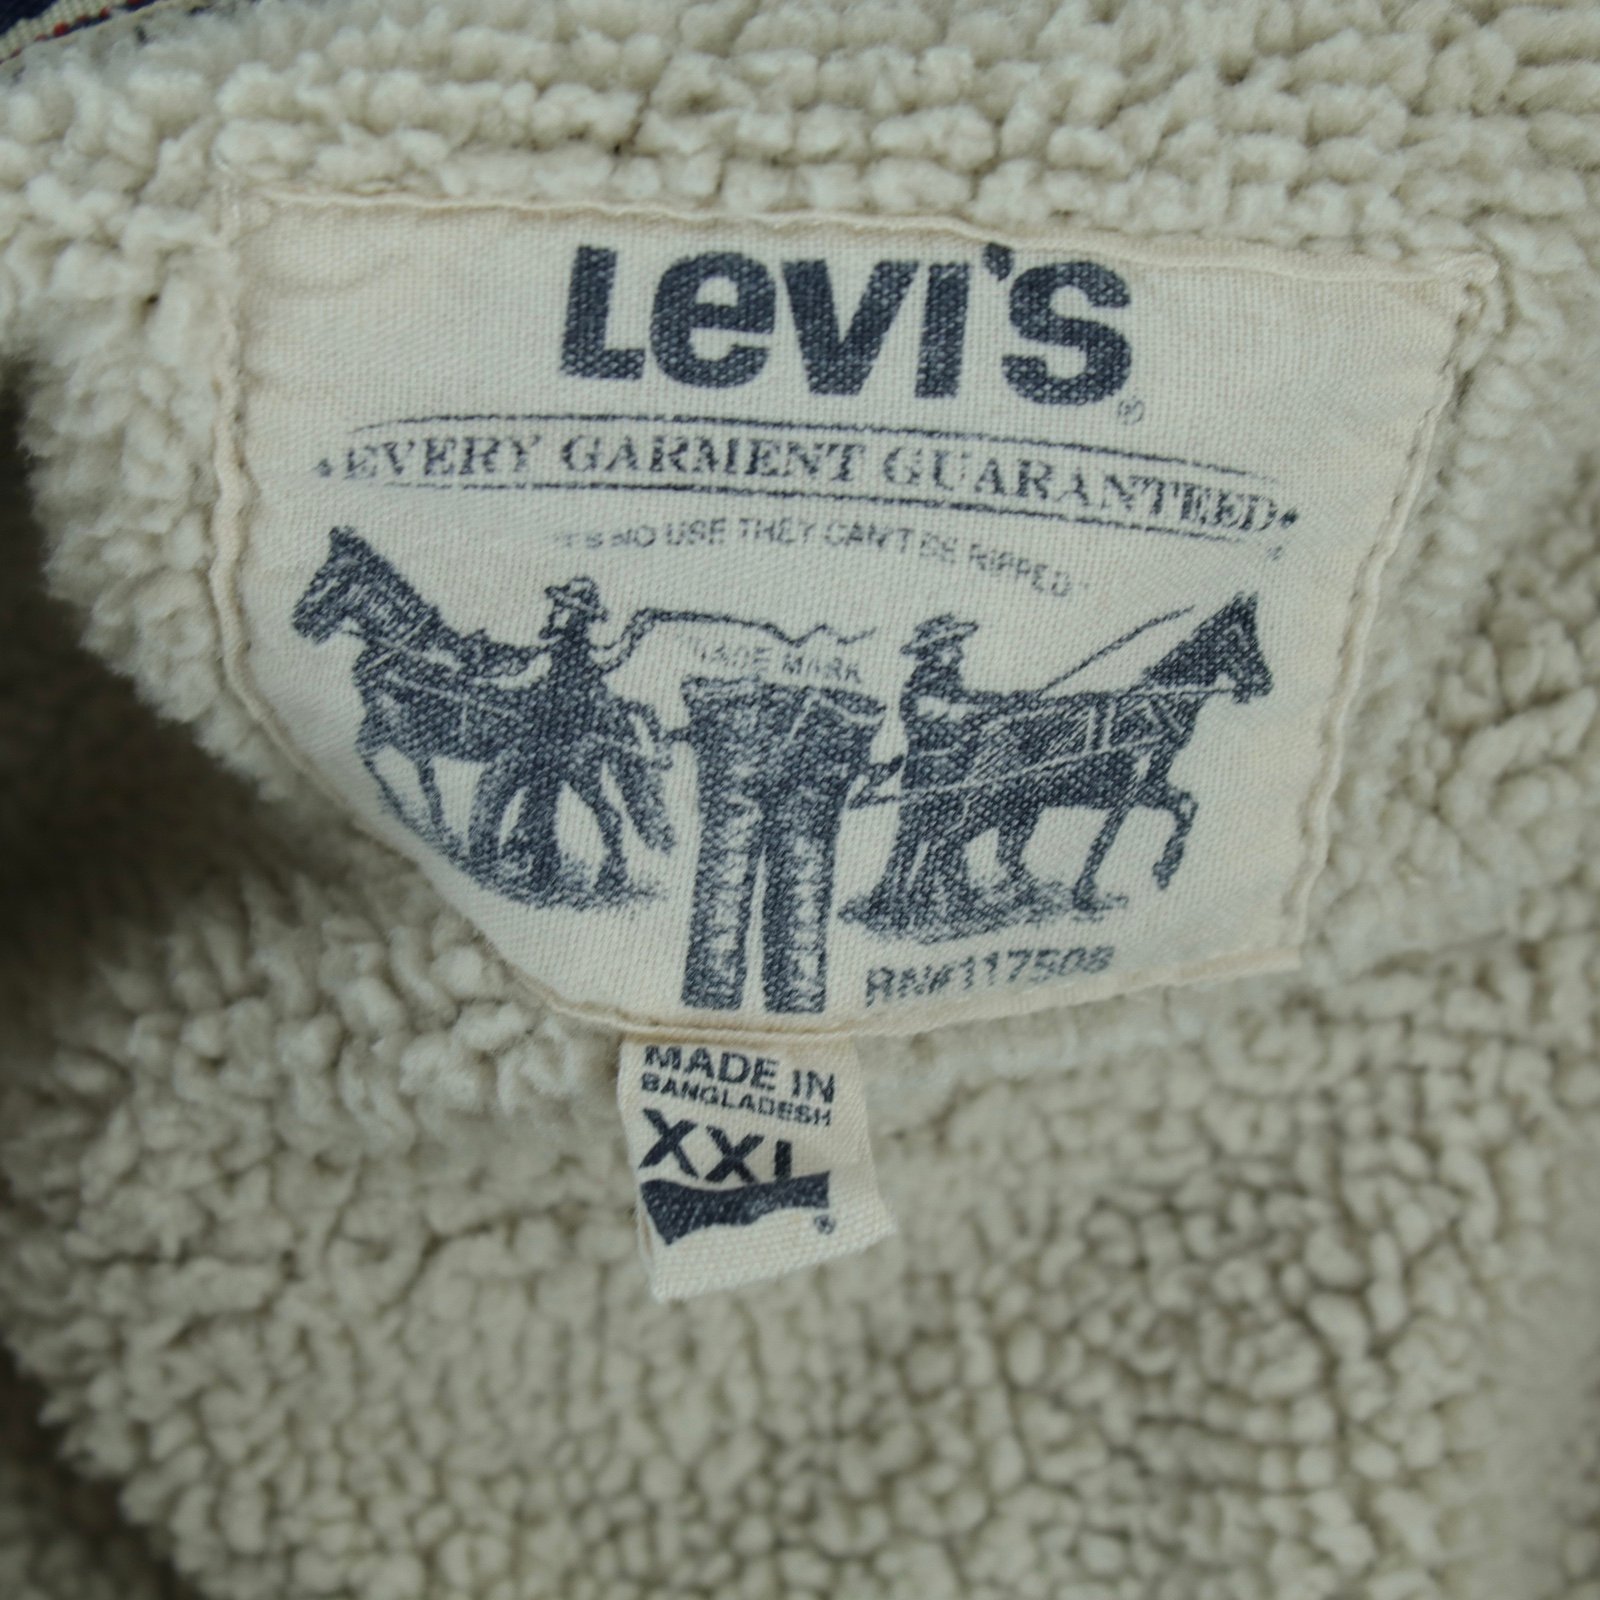 Levi's®
EVERY GARMENT GUARANTEED
IT'S NO USE THEY CAN'T BE RIPPED
TRADE MARK
RN#117508
MADE IN
BANGLADESH
XXL
®